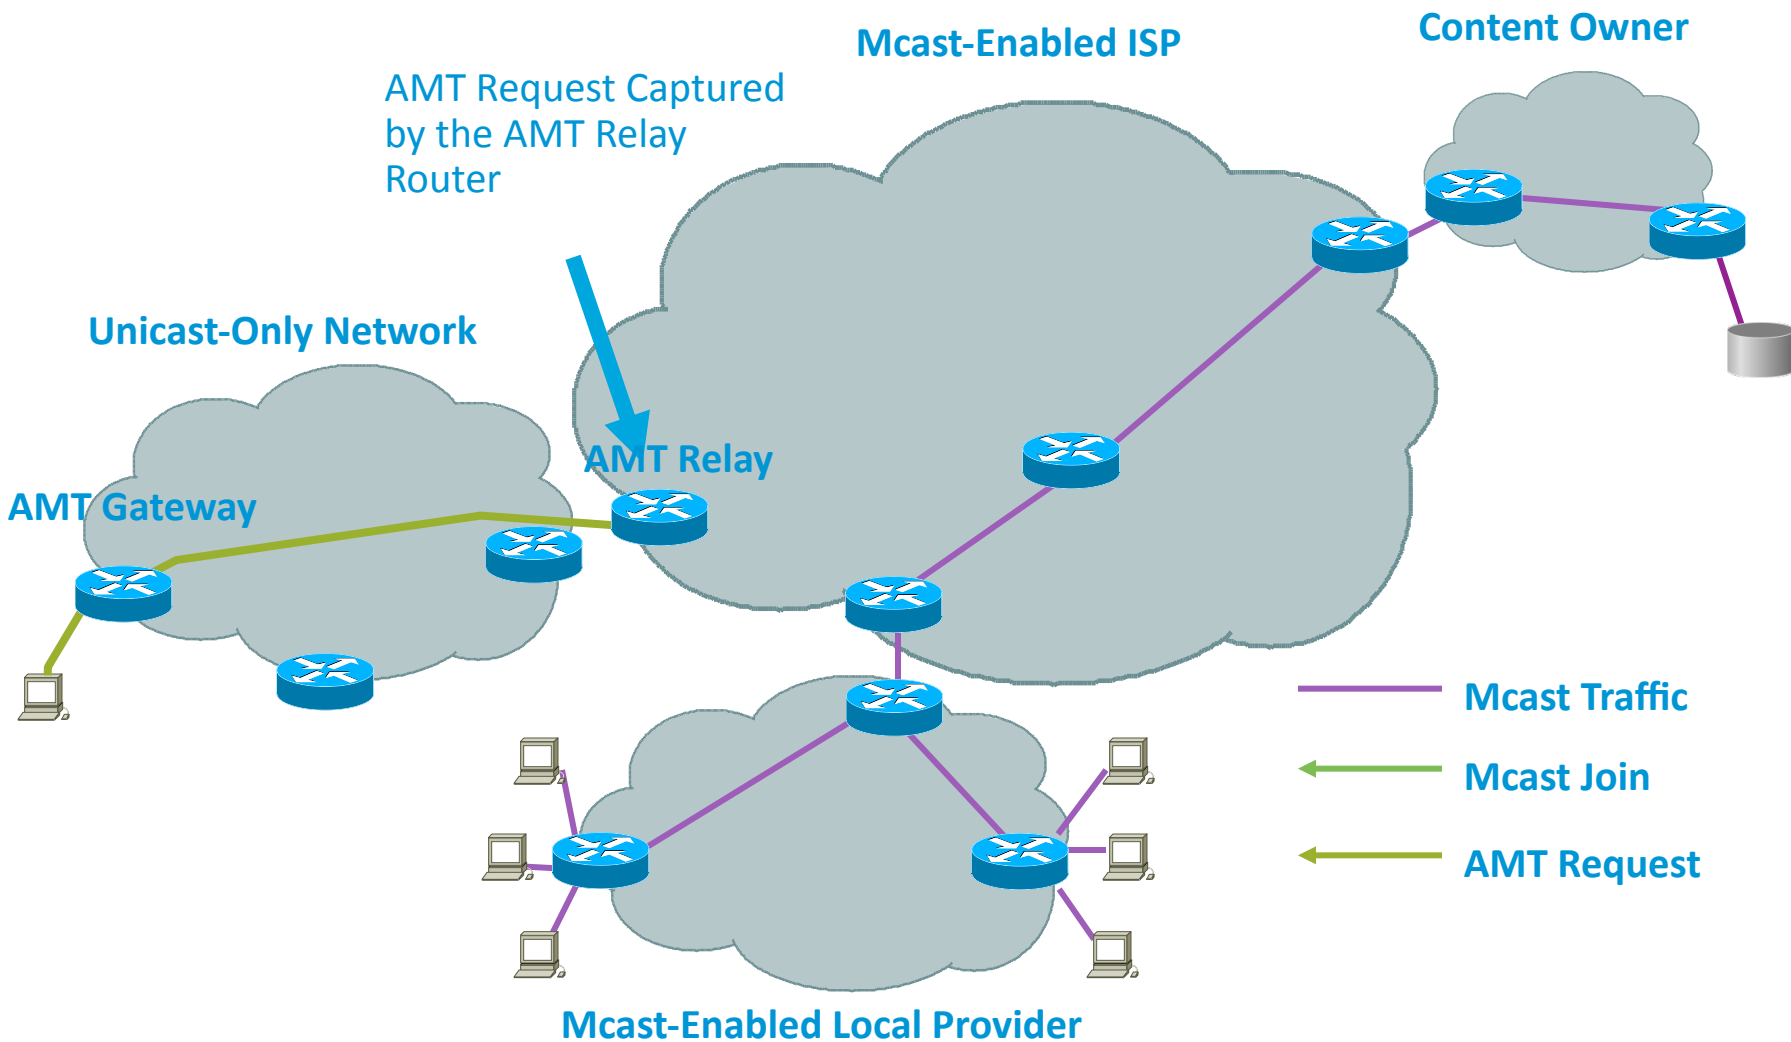 Content Owner
Mcast-Enabled ISP
AMT Request Captured
by the AMT Relay
Router
Unicast-Only Network
AMT Relay
AMT Gateway
Mcast Traffic
Mcast Join
AMT Request
Mcast-Enabled Local Provider